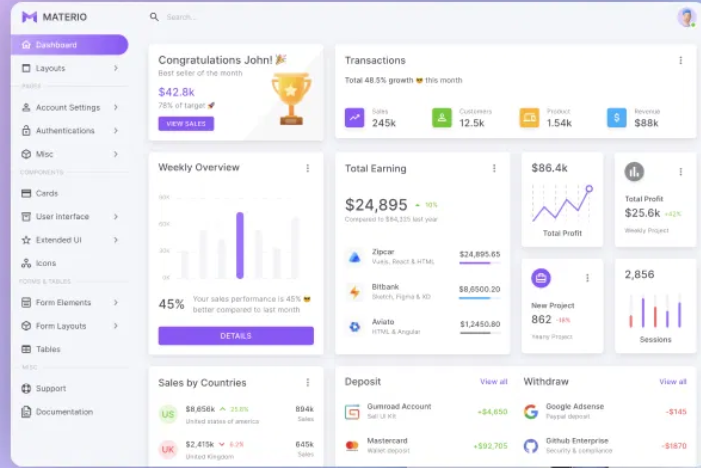 MATERIO
Search...
Dashboard
Layouts
PAGES
Account Settings
Authentications
Misc
COMPONENTS
Cards
User Interface
Extended UI
Icons
FORMS & TABLES
Form Elements
Form Layouts
Tables
MISC
Support
Documentation
Congratulations John!
Best seller of the month
$42.8k
78% of target
VIEW SALES
Transactions
Total 48.5% growth 😎 this month
Sales
245k
Customers
12.5k
Product
1.54k
Revenue
$88k
Weekly Overview
90K
60K
30K
0K
45%
Your sales performance is 45% 😎
better compared to last month
DETAILS
Total Earning
$24,895
10%
Compared to $84,325 last year
Zipcar
Vuejs, React & HTML
$24,895.65
Bitbank
Sketch, Figma & XD
$8,6500.20
Aviato
HTML & Angular
$1,2450.80
$86.4k
Total Profit
Total Profit
$25.6k +42%
Weekly Project
New Project
862 -18%
Yearly Project
2,856
Sessions
Sales by Countries
US
$8,656k 25.8%
United states of america
894k
Sales
UK
$2,415k 6.2%
United Kingdom
645k
Sales
Deposit
View all
Gumroad Account
Sell UI Kit
+$4,650
Mastercard
Wallet deposit
+$92,705
Withdraw
View all
Google Adsense
Paypal deposit
-$145
Github Enterprise
Security & compliance
-$1870